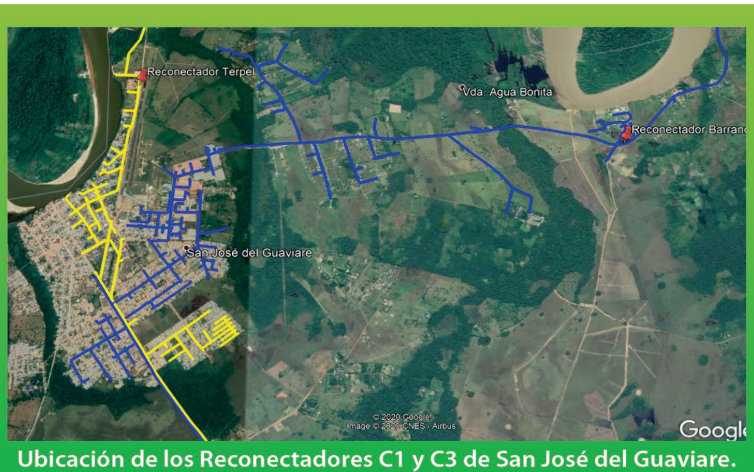 Reconectador Terpel
Vda. Agua Bonita
Reconectador Barranc
San José del Guaviare
© 2020 Google
Image © 2020 CNES - Airbus
Google
Ubicación de los Reconectadores C1 y C3 de San José del Guaviare.